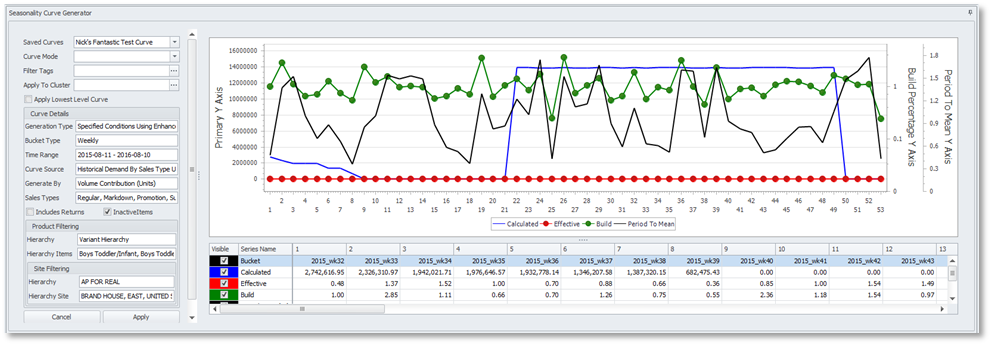 Seasonality Curve Generator
Saved Curves Nick's Fantastic Test Curve
Curve Mode
Filter Tags
Apply To Cluster
Apply Lowest Level Curve
Curve Details
Generation Type Specified Conditions Using Enhanc
Bucket Type Weekly
Time Range 2015-08-11 - 2016-08-10
Curve Source Historical Demand By Sales Type U
Generate By Volume Contribution (Units)
Sales Types Regular, Markdown, Promotion, Su
Includes Returns InactiveItems
Product Filtering
Hierarchy Variant Hierarchy
Hierarchy Items Boys Toddler/Infant, Boys Toddle
Site Filtering
Hierarchy AP FOR REAL
Hierarchy Site BRAND HOUSE, EAST, UNITED S
Cancel Apply
Primary Y Axis
16000000
14000000
12000000
10000000
8000000
6000000
4000000
2000000
0
2 4 6 8 10 12 14 16 18 20 22 24 26 28 30 32 34 36 38 40 42 44 46 48 50 52
1 3 5 7 9 11 13 15 17 19 21 23 25 27 29 31 33 35 37 39 41 43 45 47 49 51 53
1
0.1
0
Build Percentage Y Axis
1.8
1.5
1.2
0.9
0.6
0.3
0
Period To Mean Y Axis
Calculated Effective Build Period To Mean
Visible Series Name 1 2 3 4 5 6 7 8 9 10 11 12 13
Bucket 2015_wk32 2015_wk33 2015_wk34 2015_wk35 2015_wk36 2015_wk37 2015_wk38 2015_wk39 2015_wk40 2015_wk41 2015_wk42 2015_wk43
Calculated 2,742,616.95 2,326,310.97 1,942,021.71 1,976,646.57 1,932,778.14 1,346,207.58 1,387,320.15 682,475.43 0.00 0.00 0.00 0.00
Effective 0.48 1.37 1.52 1.00 0.70 0.88 0.66 0.36 0.85 1.00 1.54 1.49
Build 1.00 2.85 1.11 0.66 0.70 1.26 0.75 0.55 2.36 1.18 1.54 0.97